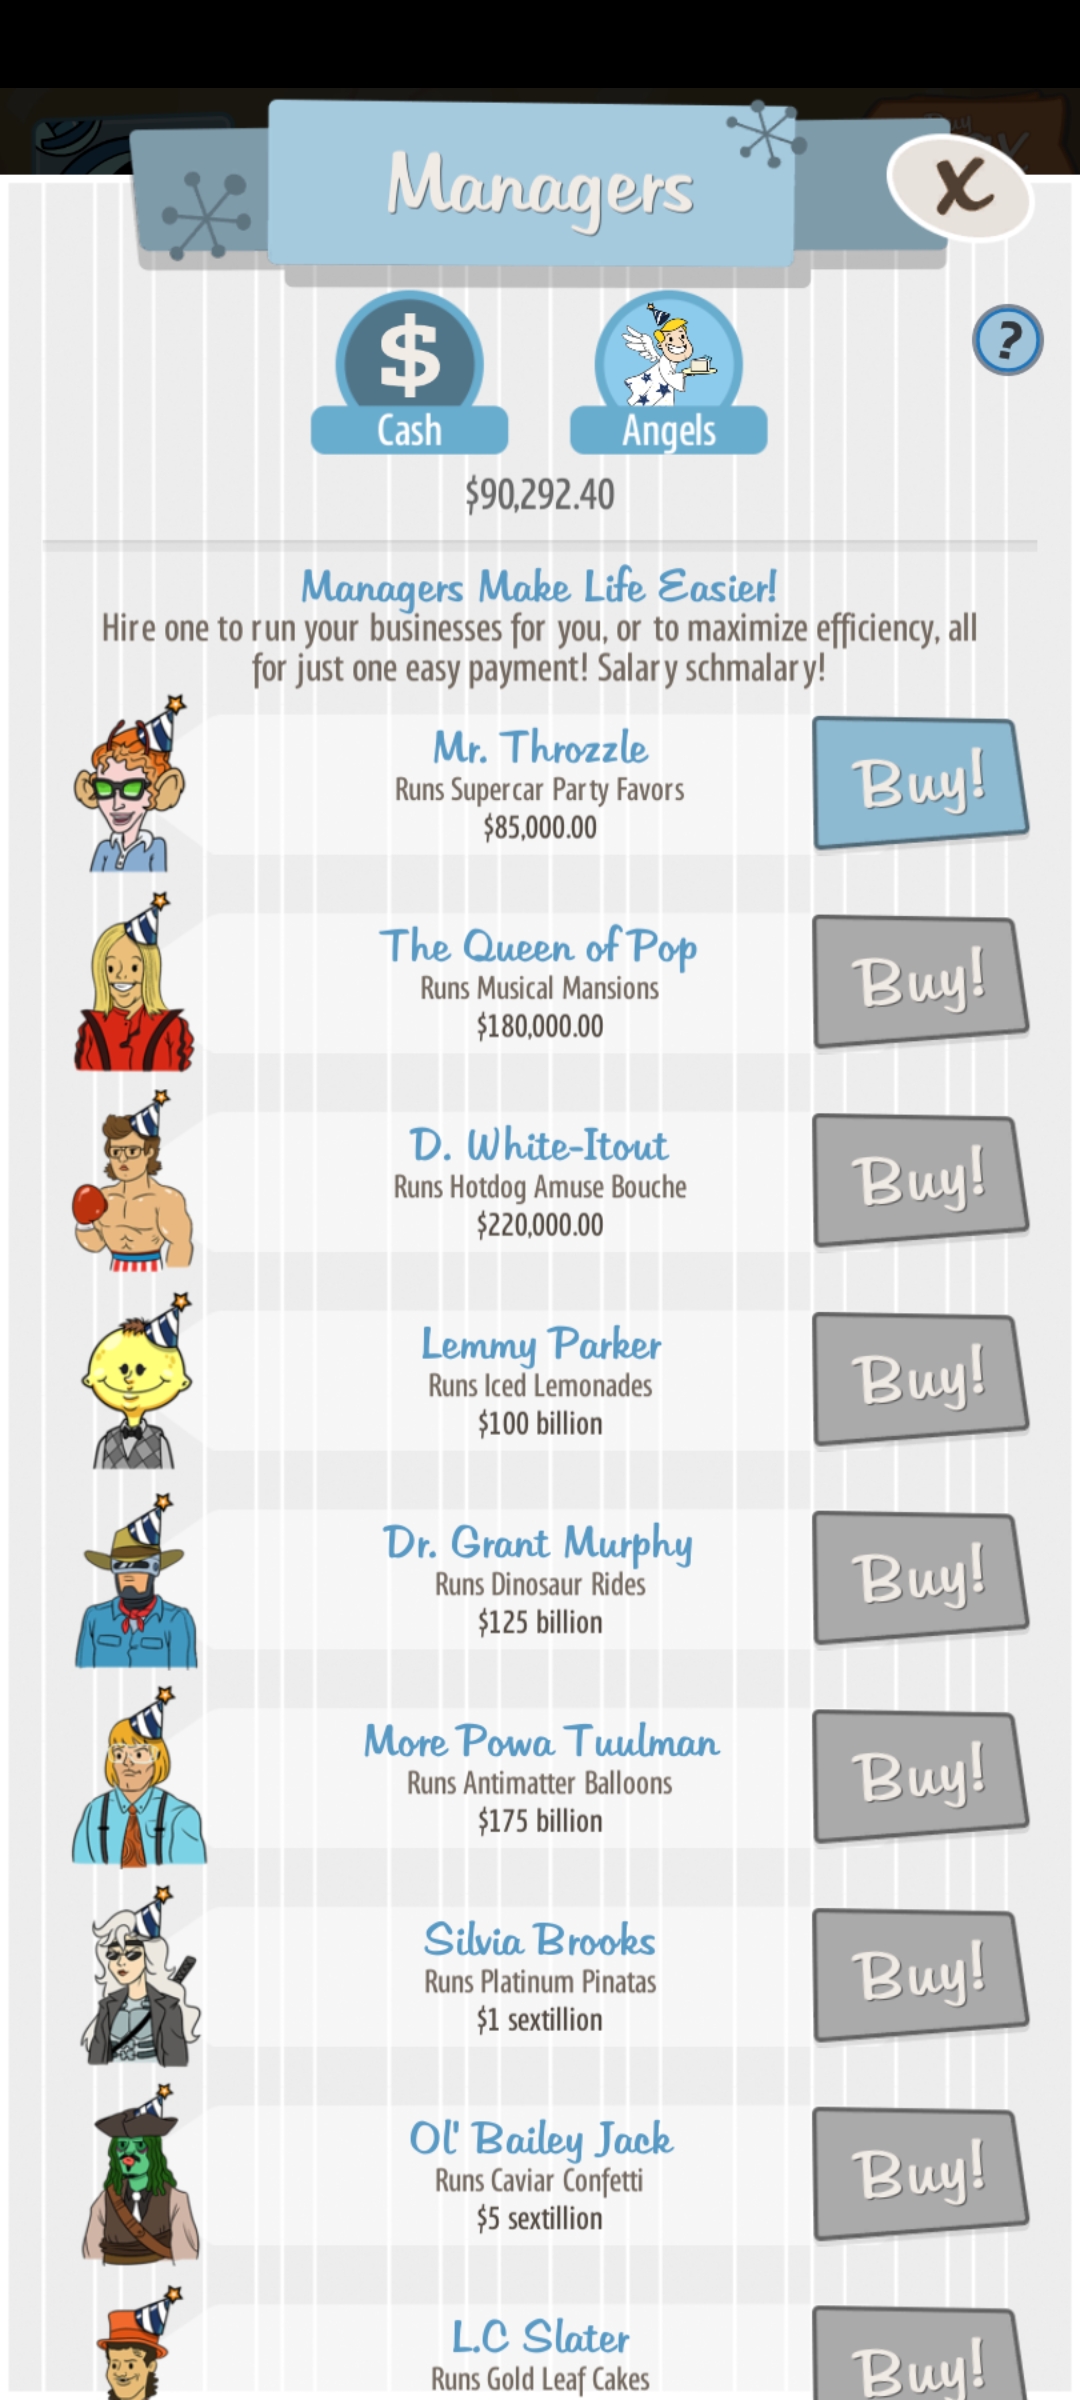 Managers
X
$
?
Cash
Angels
$90,292.40
Managers Make Life Easier!
Hire one to run your businesses for you, or to maximize efficiency, all
for just one easy payment! Salary schmalary!
Mr. Throzzle
Runs Supercar Party Favors
$85,000.00
Buy!
The Queen of Pop
Runs Musical Mansions
$180,000.00
Buy!
D. White-Itout
Runs Hotdog Amuse Bouche
$220,000.00
Buy!
Lemmy Parker
Runs Iced Lemonades
$100 billion
Buy!
Dr. Grant Murphy
Runs Dinosaur Rides
$125 billion
Buy!
More Powa Tuulman
Runs Antimatter Balloons
$175 billion
Buy!
Silvia Brooks
Runs Platinum Pinatas
$1 sextillion
Buy!
Ol' Bailey Jack
Runs Caviar Confetti
$5 sextillion
Buy!
L.C Slater
Runs Gold Leaf Cakes
Buy!